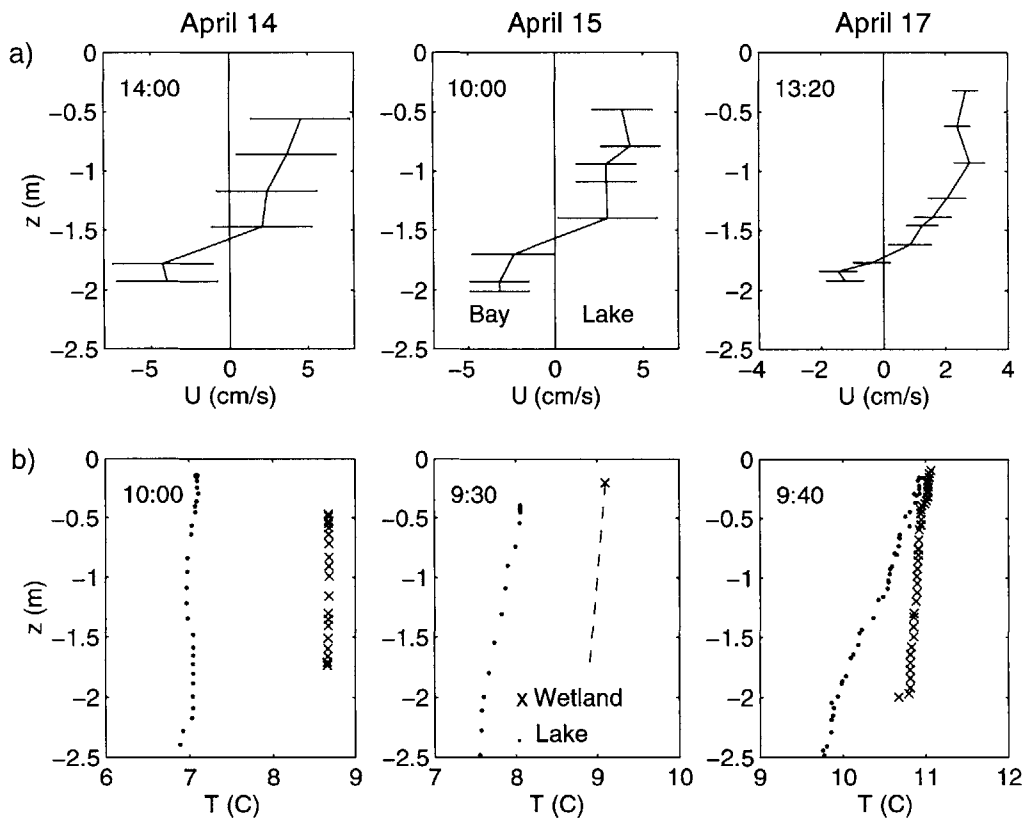 April 14 April 15 April 17
a)
0 0 0
14:00 10:00 13:20
−0.5 −0.5 −0.5
−1 −1 −1
z (m)
−1.5 −1.5 −1.5
−2 −2 −2
Bay Lake
−2.5 −2.5 −2.5
−5 0 5 −5 0 5 −4 −2 0 2 4
U (cm/s) U (cm/s) U (cm/s)
b)
0 0 0
10:00 9:30 9:40
−0.5 −0.5 −0.5
−1 −1 −1
z (m)
−1.5 −1.5 −1.5
−2 −2 −2
x Wetland
. Lake
−2.5 −2.5 −2.5
6 7 8 9 7 8 9 10 9 10 11 12
T (C) T (C) T (C)